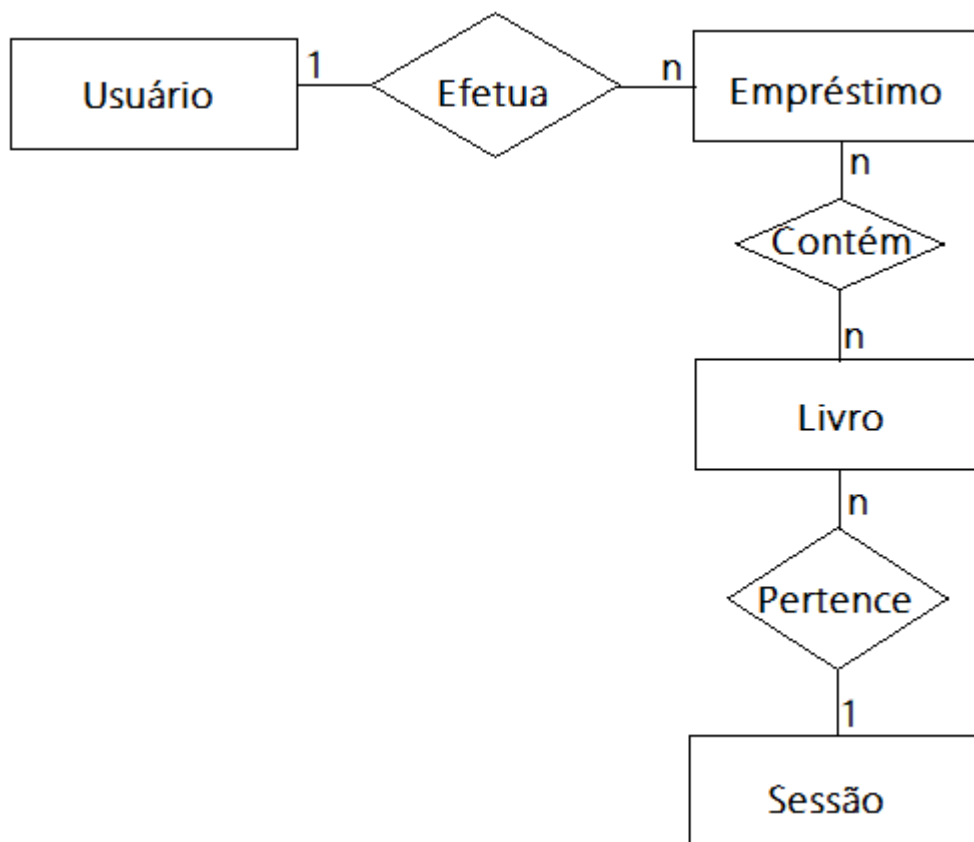 Usuário
1
Efetua
n
Empréstimo
n
Contém
n
Livro
n
Pertence
1
Sessão